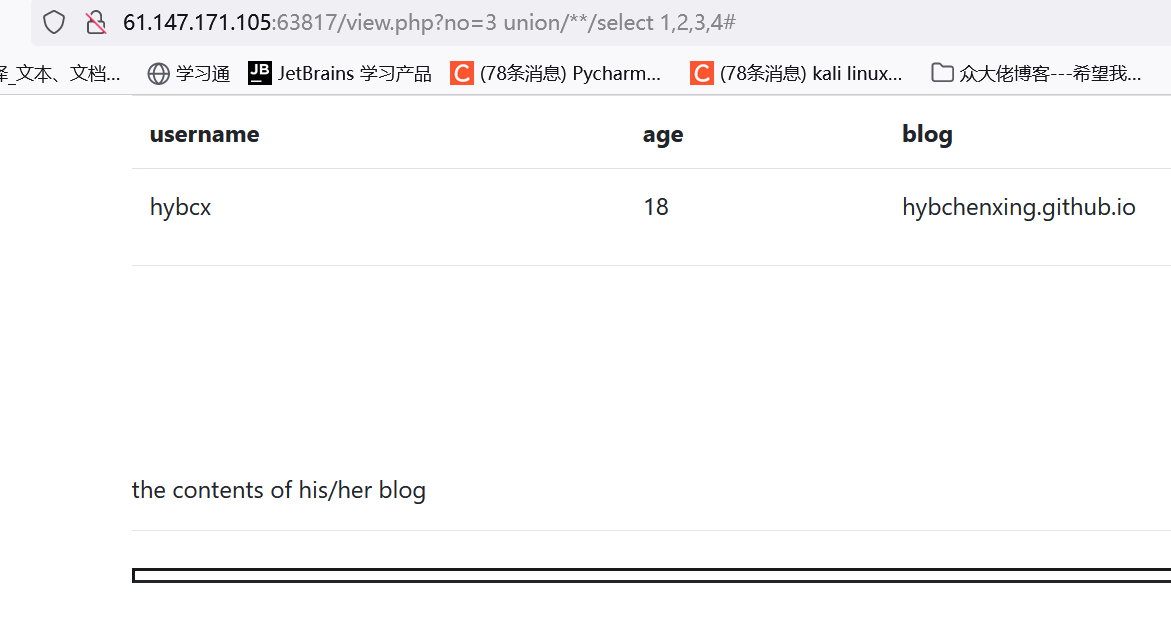 61.147.171.105:63817/view.php?no=3 union/**/select 1,2,3,4#
_文本、文档... 学习通 JB JetBrains 学习产品 C (78条消息) Pycharm... C (78条消息) kali linux... 众大佬博客---希望我...
username age blog
hybcx 18 hybchenxing.github.io
the contents of his/her blog